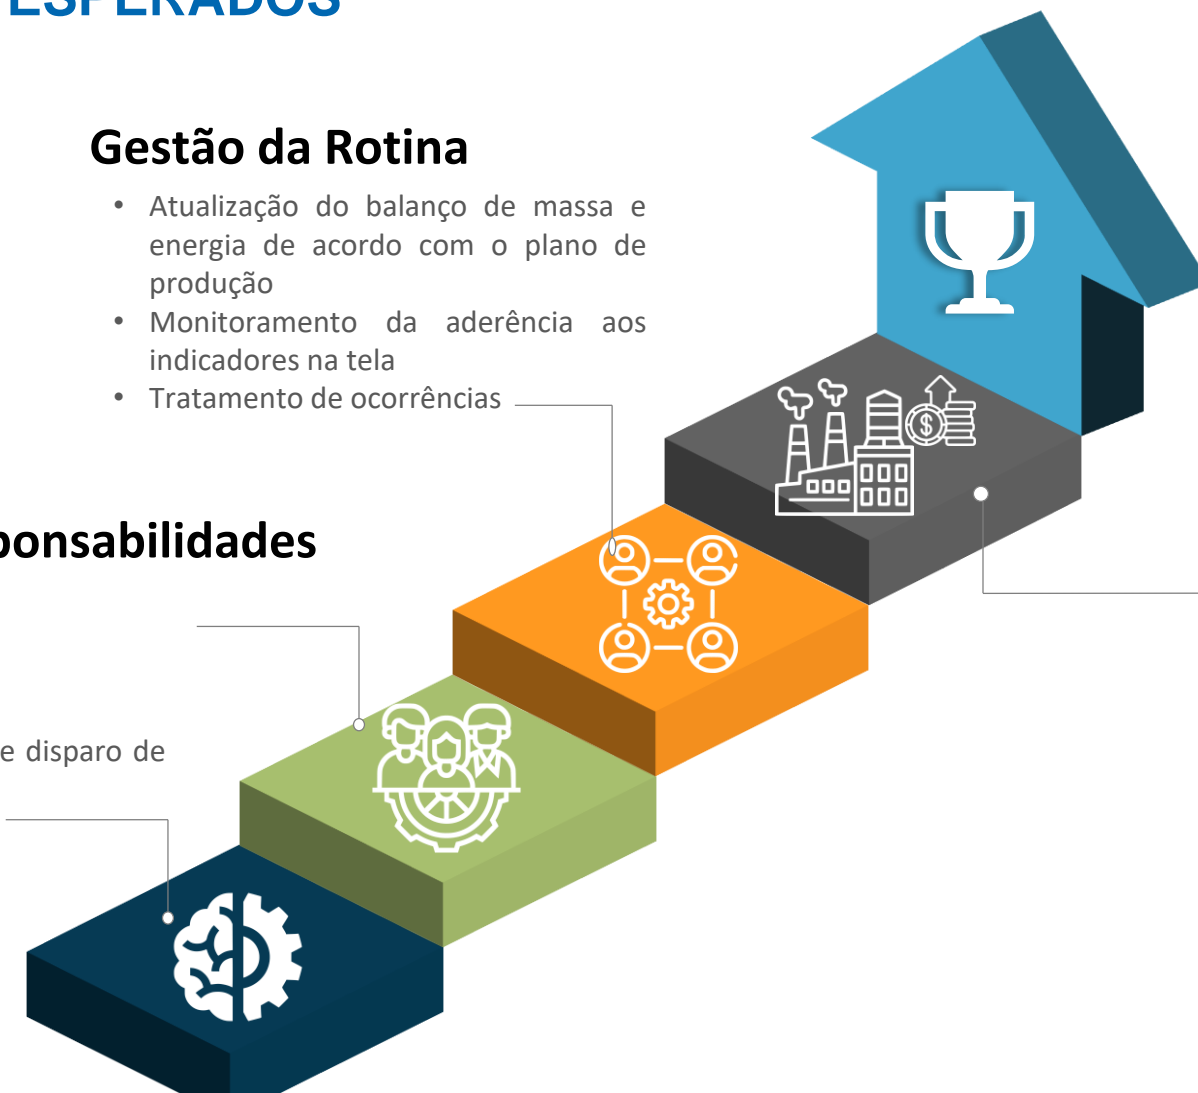 ESPERADOS
Gestão da Rotina
• Atualização do balanço de massa e
energia de acordo com o plano de
produção
• Monitoramento da aderência aos
indicadores na tela
• Tratamento de ocorrências
$
ponsabilidades
e disparo de